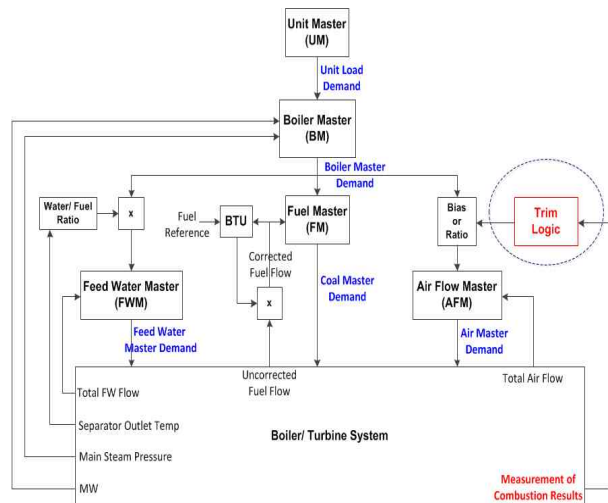 Unit Master
(UM)
Unit Load
Demand
Boiler Master
(BM)
Boiler Master
Demand
Water/ Fuel
Ratio
x
Fuel
Reference
BTU
Fuel Master
(FM)
Bias
or
Ratio
Trim
Logic
Corrected
Fuel Flow
x
Feed Water Master
(FWM)
Coal Master
Demand
Air Flow Master
(AFM)
Feed Water
Master Demand
Air Master
Demand
Uncorrected
Fuel Flow
Total Air Flow
Total FW Flow
Separator Outlet Temp
Boiler/ Turbine System
Main Steam Pressure
MW
Measurement of
Combustion Results